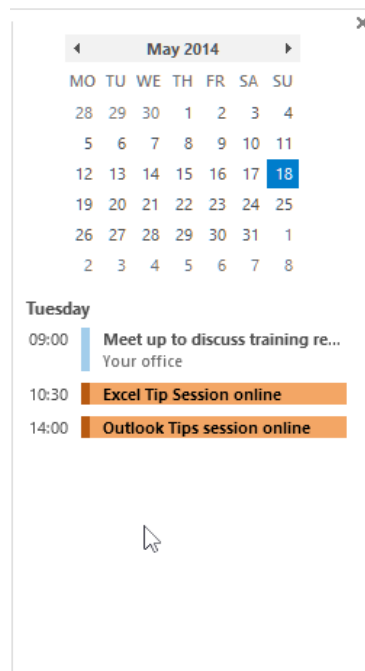 May 2014
MO TU WE TH FR SA SU
28 29 30 1 2 3 4
5 6 7 8 9 10 11
12 13 14 15 16 17 18
19 20 21 22 23 24 25
26 27 28 29 30 31 1
2 3 4 5 6 7 8
Tuesday
09:00 Meet up to discuss training re...
Your office
10:30 Excel Tip Session online
14:00 Outlook Tips session online